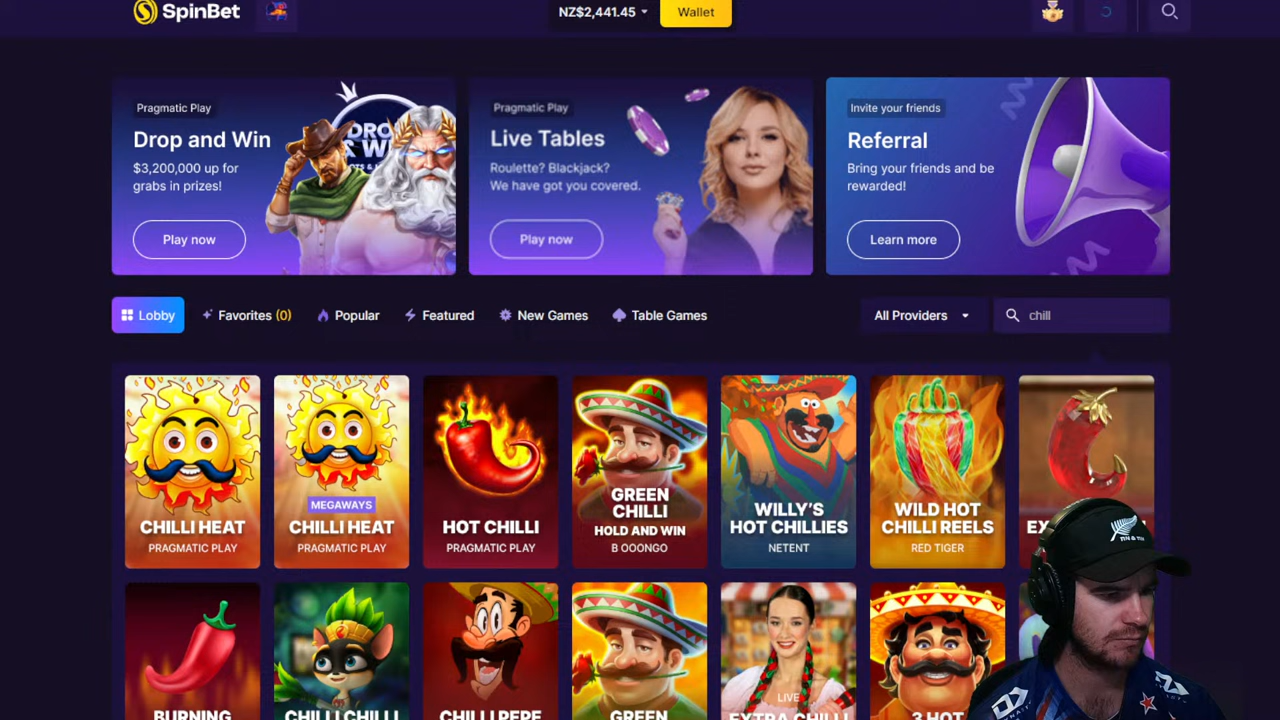 SpinBet
NZ$2,441.45
Wallet
Pragmatic Play
Drop and Win
$3,200,000 up for
grabs in prizes!
Play now
Pragmatic Play
Live Tables
Roulette? Blackjack?
We have got you covered.
Play now
Invite your friends
Referral
Bring your friends and be
rewarded!
Learn more
Lobby
Favorites (0)
Popular
Featured
New Games
Table Games
All Providers
chill
CHILLI HEAT
PRAGMATIC PLAY
MEGAWAYS
CHILLI HEAT
PRAGMATIC PLAY
HOT CHILLI
PRAGMATIC PLAY
GREEN
CHILLI
HOLD AND WIN
B OOONGO
WILLY'S
HOT CHILLIES
NETENT
WILD HOT
CHILLI REELS
RED TIGER
BURNING
CHILLI CHILLI
CHILLI PEPE
GREEN
LIVE
EXTRA CHILLI
3 HOT